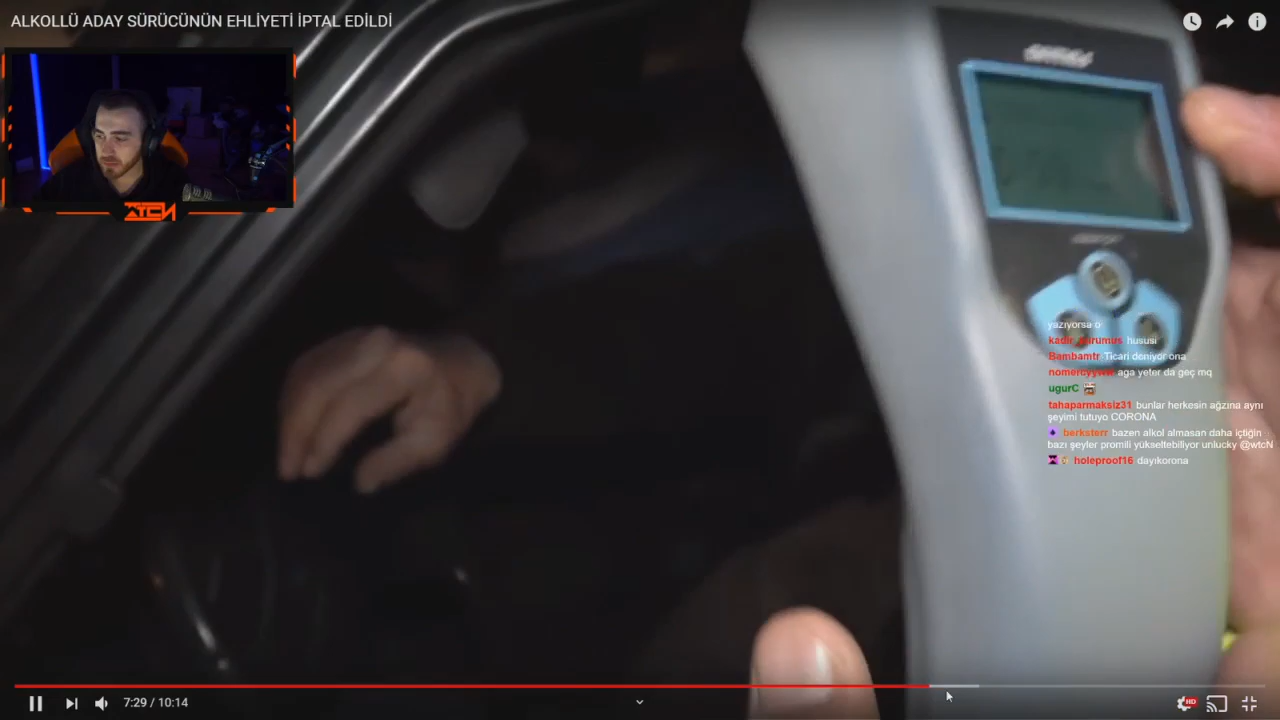 ALKOLLÜ ADAY SÜRÜCÜNÜN EHLİYETİ İPTAL EDİLDİ
WTCN
yazıyorsa o
hususi
Bambamtr Ticari deniyor ona
aga yeter da geç mq
ugurC
tahaparmaksiz31 bunlar herkesin ağzına aynı
şeyimi tutuyo CORONA
berksterr bazen alkol almasan daha içtiğin
bazı şeyler promili yükseltebiliyor unlucky @wtcN
holeproof16 dayıkorona
7:29 / 10:14
HD